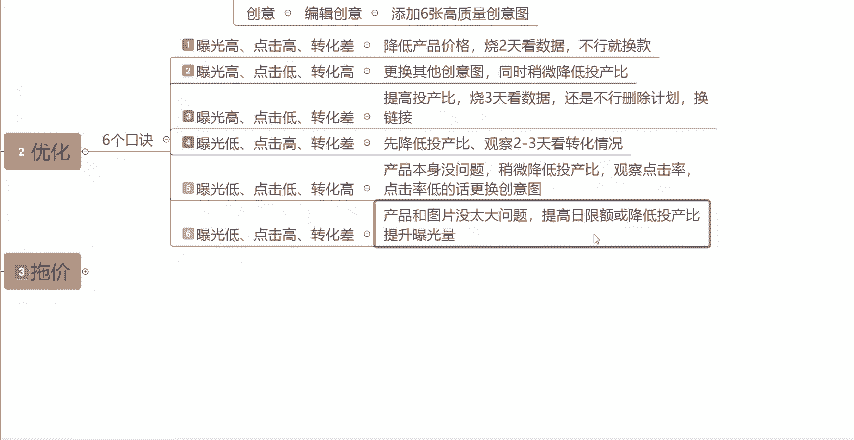 创意 编辑创意 添加6张高质量创意图
1 曝光高、点击高、转化差 降低产品价格，烧2天看数据，不行就换款
2 曝光高、点击低、转化高 更换其他创意图，同时稍微降低投产比
提高投产比，烧3天看数据，还是不行删除计划，换
3 曝光高、点击低、转化差 链接
4 曝光低、点击高、转化差 先降低投产比、观察2-3天看转化情况
产品本身没问题，稍微降低投产比，观察点击率，
5 曝光低、点击低、转化高 点击率低的话更换创意图
产品和图片没太大问题，提高日限额或降低投产比
6 曝光低、点击高、转化差 提升曝光量
6个口诀
2 优化
3 拖价